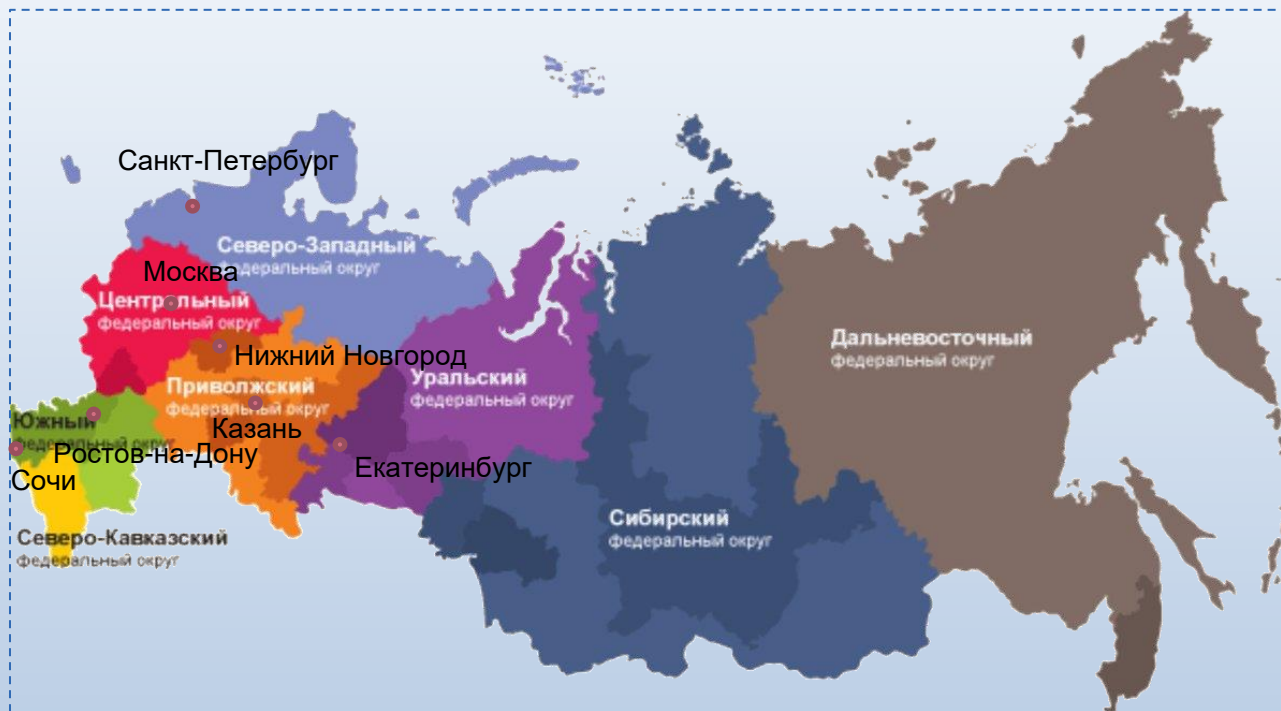 Санкт-Петербург
Северо-Западный
федеральный округ
Москва
Центральный
федеральный округ
Нижний Новгород
Дальневосточный
федеральный округ
Уральский
федеральный округ
Приволжский
федеральный округ
Южный
федеральный округ
Казань
Ростов-на-Дону
Екатеринбург
Сочи
Сибирский
федеральный округ
Северо-Кавказский
федеральный округ